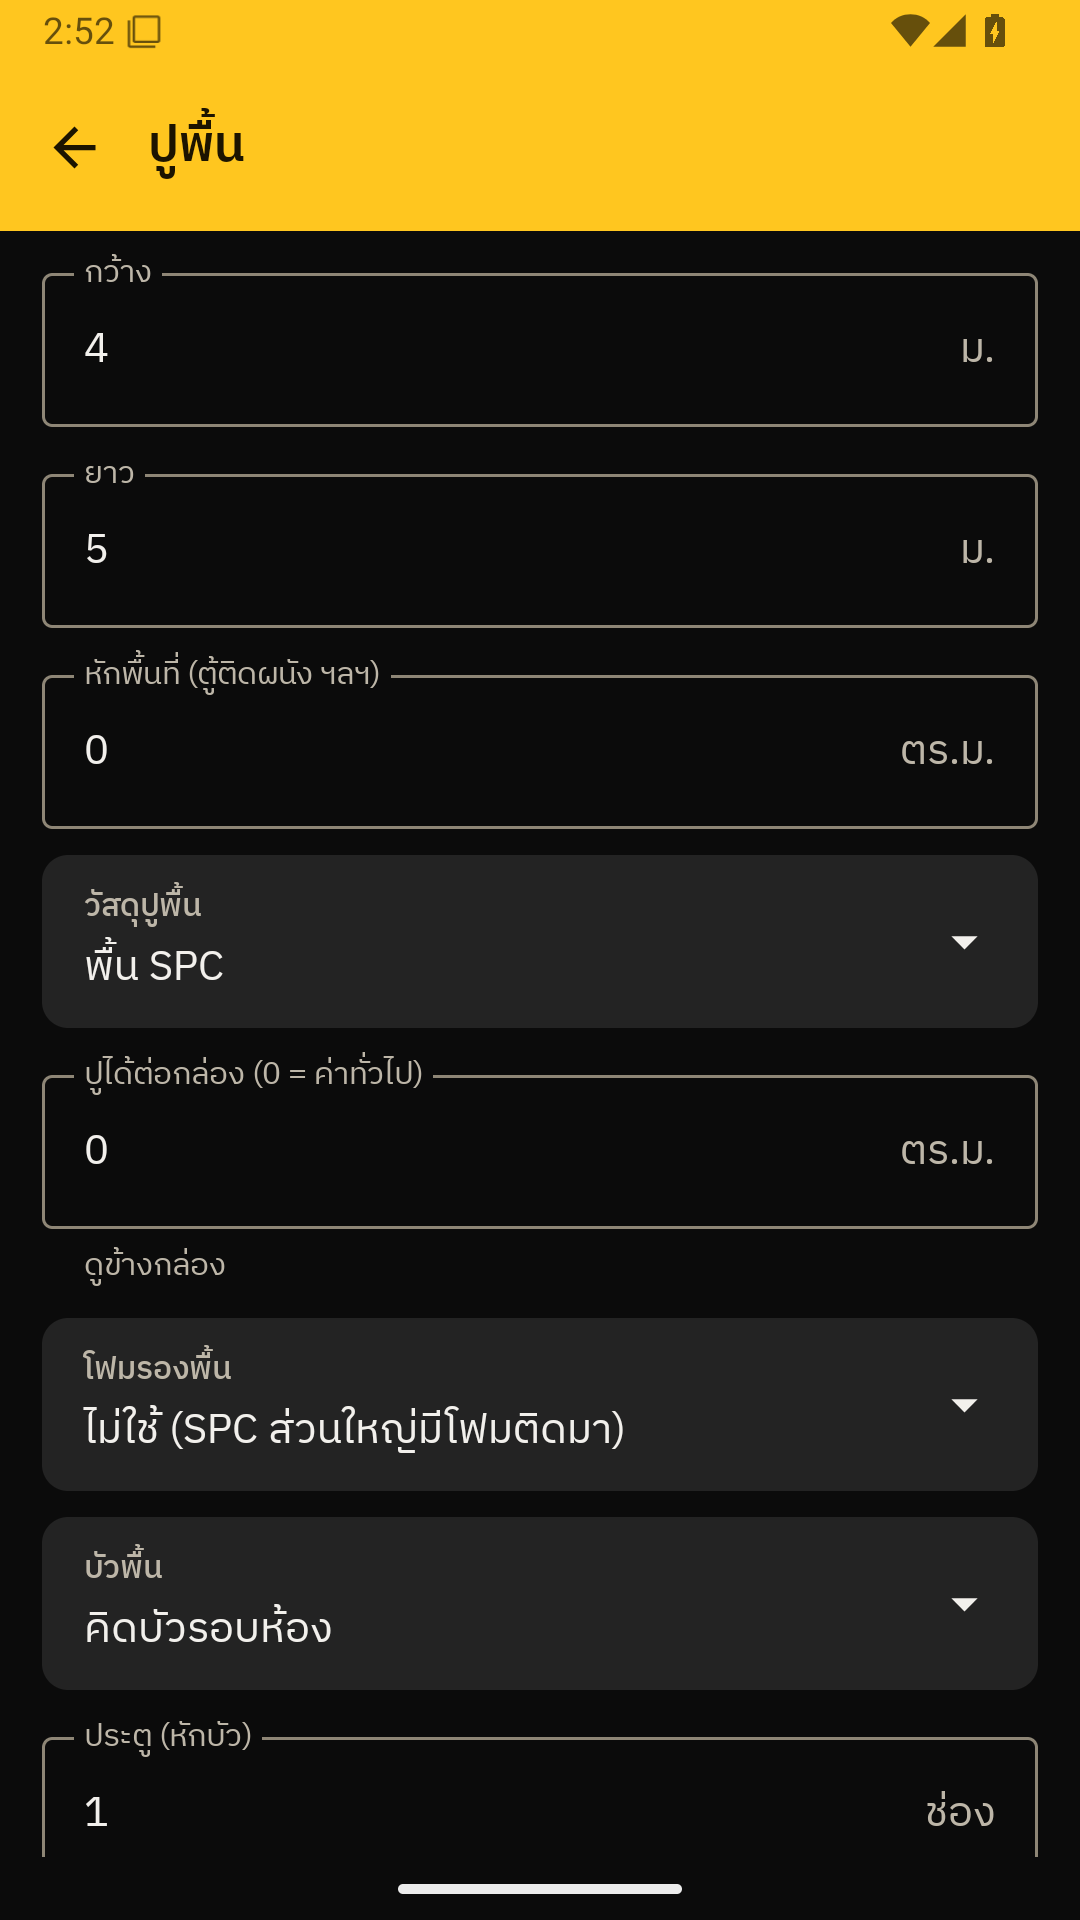 2:52
ปูพื้น
กว้าง
4 ม.
ยาว
5 ม.
หักพื้นที่ (ตู้ติดผนัง ฯลฯ)
0 ตร.ม.
วัสดุปูพื้น
พื้น SPC
ปูได้ต่อกล่อง (0 = ค่าทั่วไป)
0 ตร.ม.
ดูข้างกล่อง
โฟมรองพื้น
ไม่ใช้ (SPC ส่วนใหญ่มีโฟมติดมา)
บัวพื้น
คิดบัวรอบห้อง
ประตู (หักบัว)
1 ช่อง